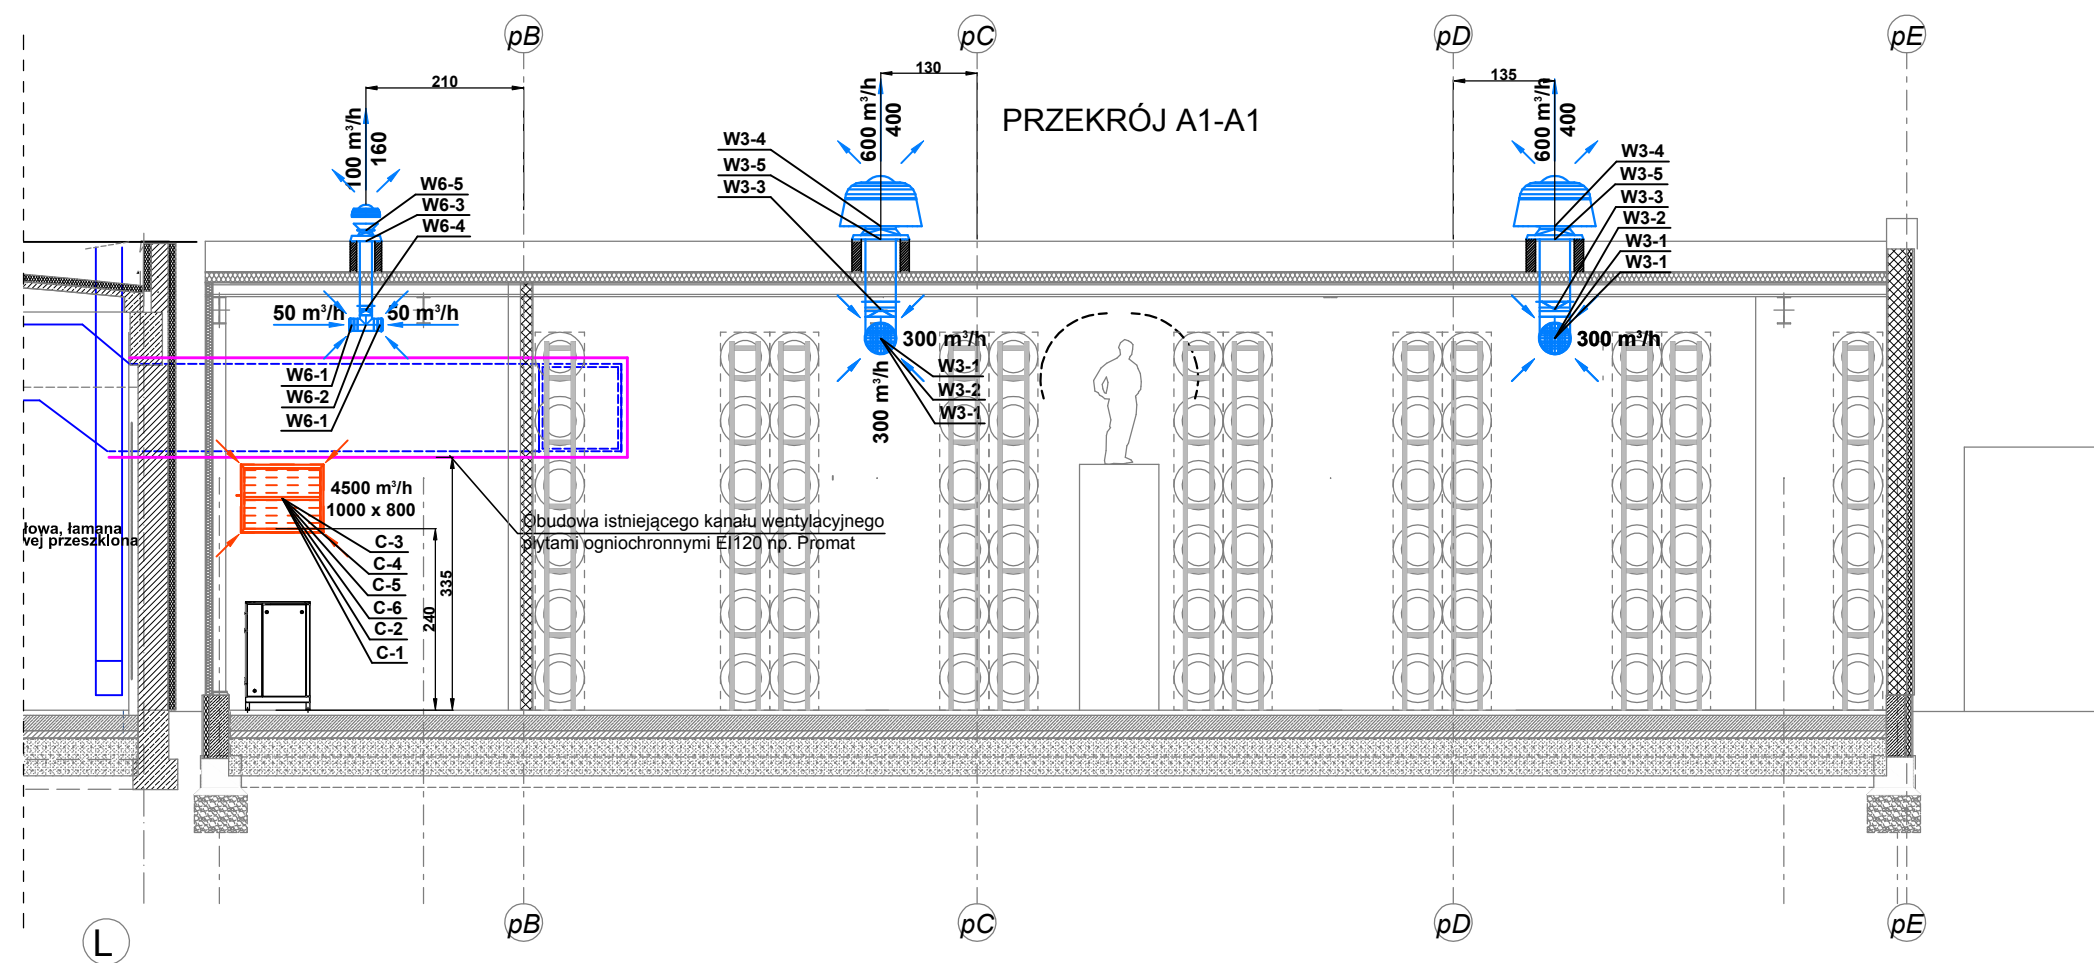 pB
pC
pD
pE
210
130
135
PRZEKRÓJ A1-A1
100 m³/h
160
600 m³/h
400
600 m³/h
400
W6-5
W6-3
W6-4
W3-4
W3-5
W3-3
W3-4
W3-5
W3-3
W3-2
W3-1
W3-1
50 m³/h
50 m³/h
300 m³/h
300 m³/h
300 m³/h
W6-1
W6-2
W6-1
W3-1
W3-2
W3-1
4500 m³/h
1000 x 800
C-3
C-4
C-5
C-6
C-2
C-1
240
335
Obudowa istniejącego kanału wentylacyjnego
płytami ogniochronnymi EI120 np. Promat
łowa, łamana
wej przeszklona
L
pB
pC
pD
pE